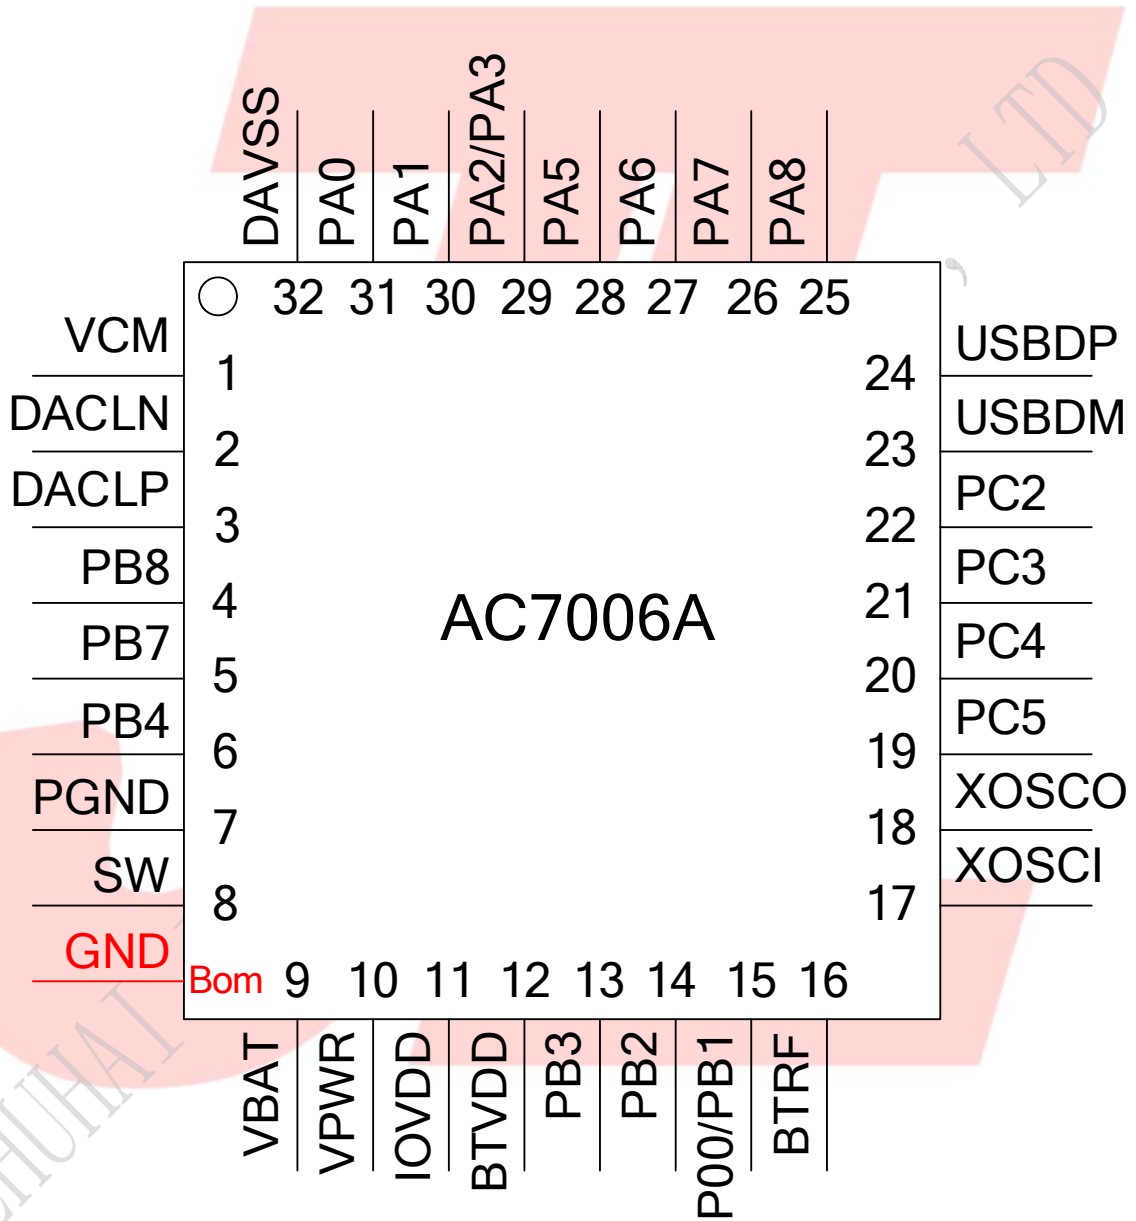 DAVSS
PA0
PA1
PA2/PA3
PA5
PA6
PA7
PA8
32 31 30 29 28 27 26 25
VCM 1
DACLN 2
DACLP 3
PB8 4
PB7 5
PB4 6
PGND 7
SW 8
GND Bom
AC7006A
24 USBDP
23 USBDM
22 PC2
21 PC3
20 PC4
19 PC5
18 XOSCO
17 XOSCI
9 10 11 12 13 14 15 16
VBAT
VPWR
IOVDD
BTVDD
PB3
PB2
P00/PB1
BTRF
, LTD